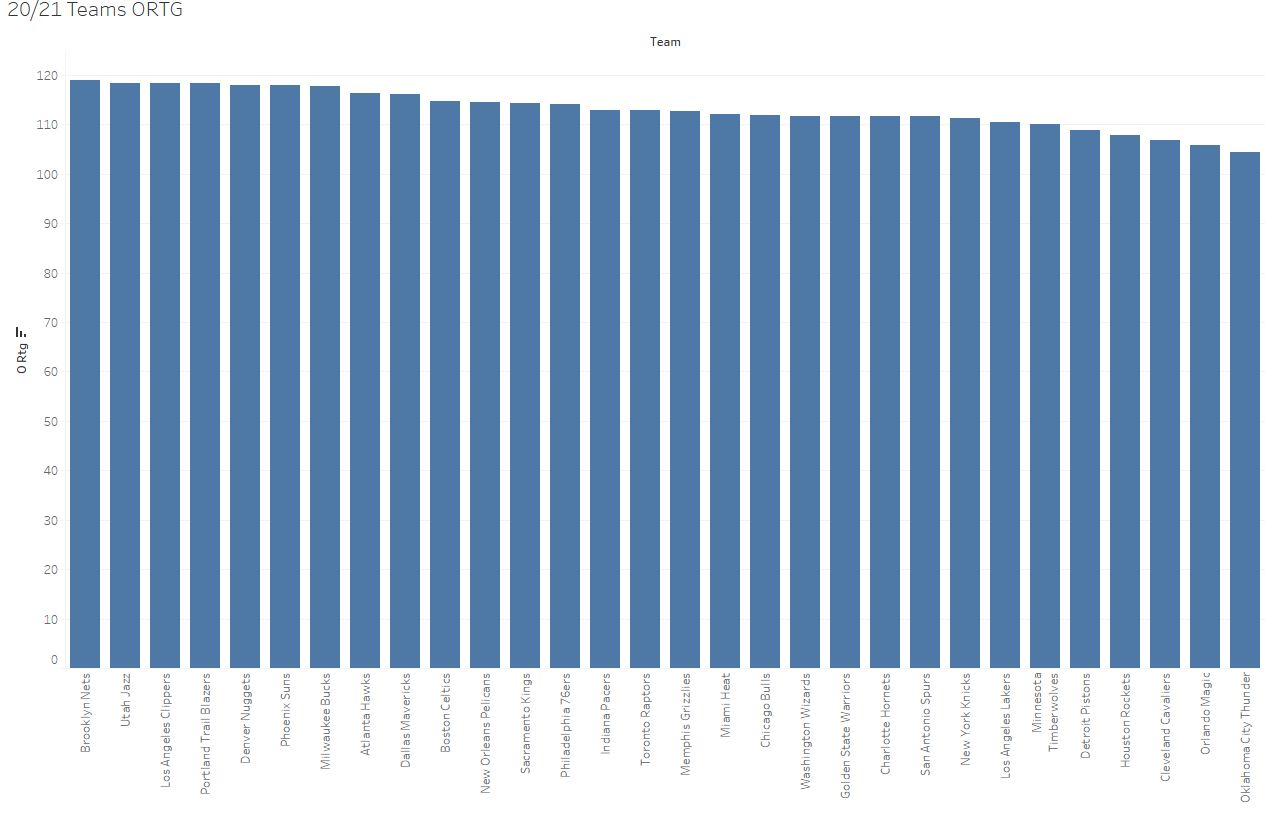 20/21 Teams ORTG
Team
120
110
100
90
80
70
60
50
40
30
20
10
0
O Rtg
Brooklyn Nets
Utah Jazz
Los Angeles Clippers
Portland Trail Blazers
Denver Nuggets
Phoenix Suns
Milwaukee Bucks
Atlanta Hawks
Dallas Mavericks
Boston Celtics
New Orleans Pelicans
Sacramento Kings
Philadelphia 76ers
Indiana Pacers
Toronto Raptors
Memphis Grizzlies
Miami Heat
Chicago Bulls
Washington Wizards
Golden State Warriors
Charlotte Hornets
San Antonio Spurs
New York Knicks
Los Angeles Lakers
Minnesota
Timberwolves
Detroit Pistons
Houston Rockets
Cleveland Cavaliers
Orlando Magic
Oklahoma City Thunder